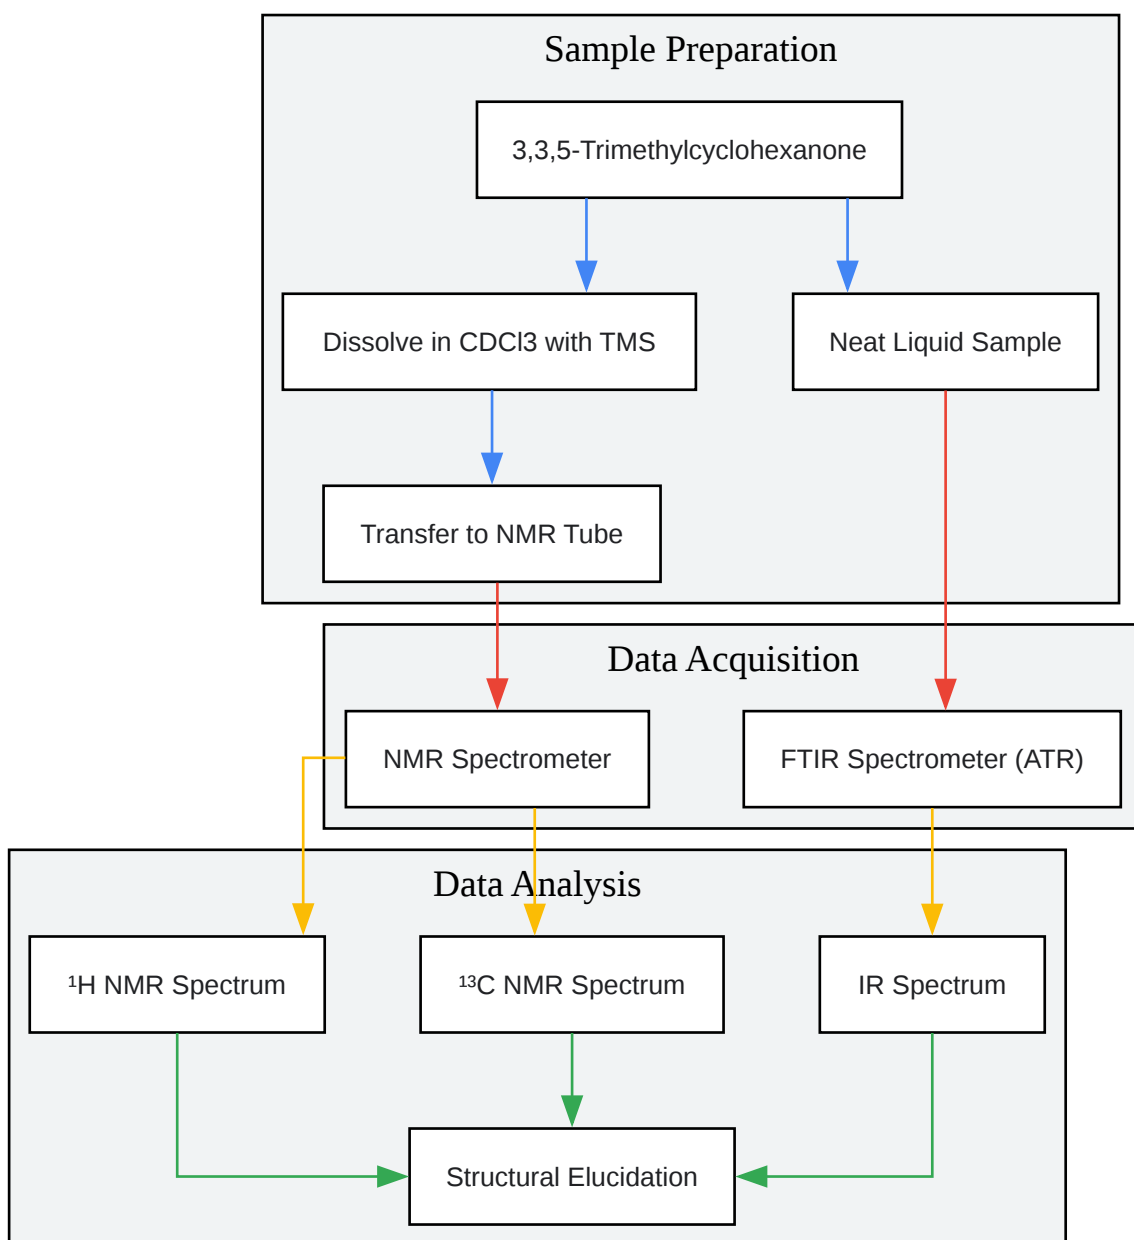 Sample Preparation
3,3,5-Trimethylcyclohexanone
Dissolve in CDCl3 with TMS
Neat Liquid Sample
Transfer to NMR Tube
Data Acquisition
NMR Spectrometer
FTIR Spectrometer (ATR)
Data Analysis
¹H NMR Spectrum
¹³C NMR Spectrum
IR Spectrum
Structural Elucidation